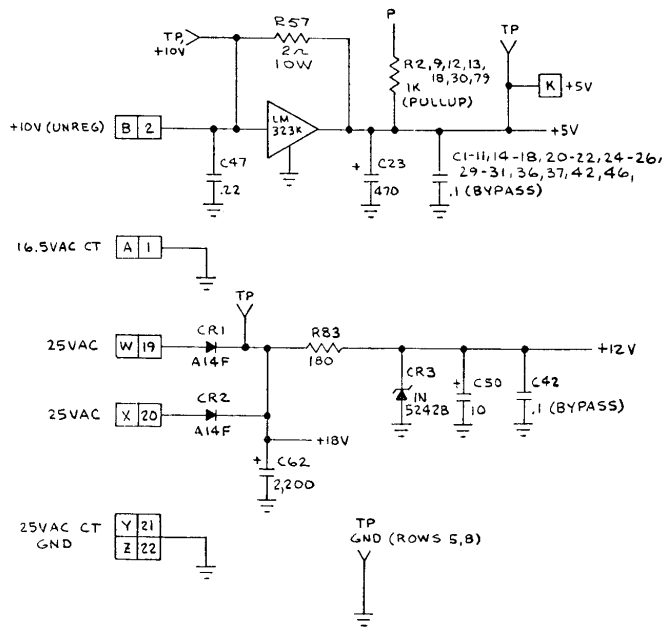 R57
2Ω
10W
TP,
+10V
P
TP
R2,9,12,13,
18,30,79
1K
(PULLUP)
K
+5V
+10V (UNREG)
B 2
LM
323K
+5V
C47
.22
+
C23
470
C1-11,14-18,20-22,24-26,
29-31,36,37,42,46,
.1 (BYPASS)
16.5VAC CT
A 1
TP
25VAC
W 19
CR1
A14F
R83
180
+12V
CR3
1N
5242B
+
C50
10
C42
.1 (BYPASS)
25VAC
X 20
CR2
A14F
+18V
+
C62
2,200
25VAC CT
GND
Y 21
Z 22
TP
GND (ROWS 5,8)